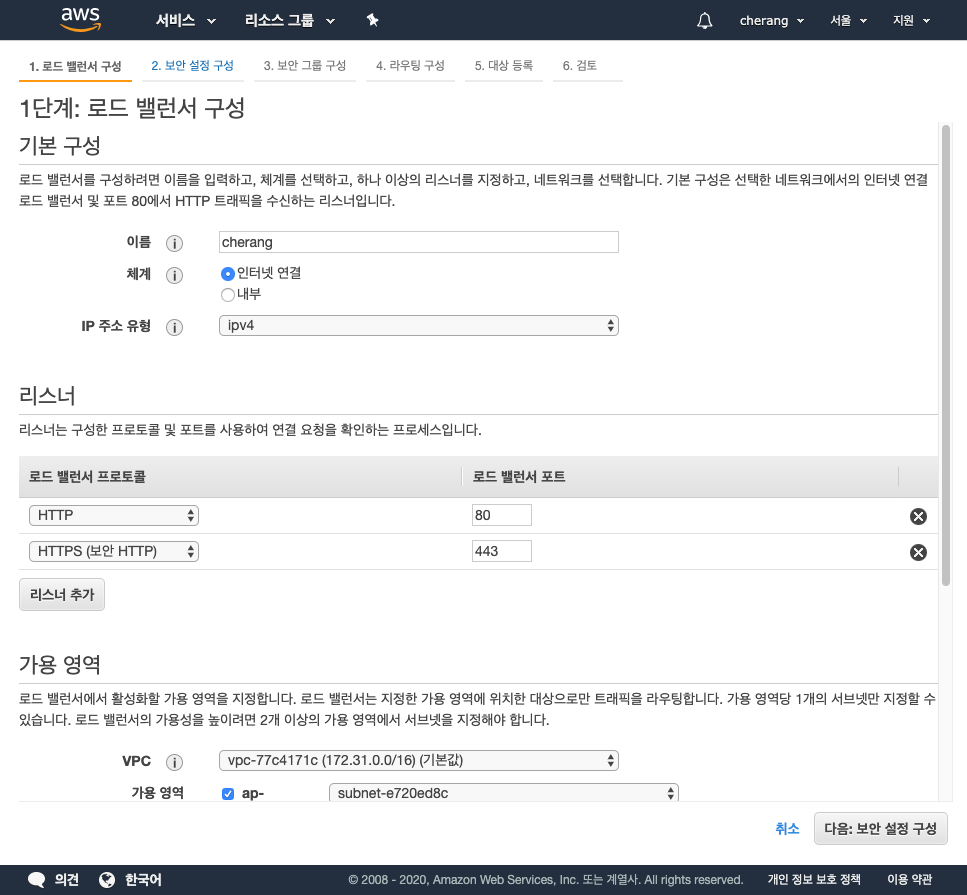 aws 서비스 리소스 그룹 cherang 서울 지원
1. 로드 밸런서 구성 2. 보안 설정 구성 3. 보안 그룹 구성 4. 라우팅 구성 5. 대상 등록 6. 검토
1단계: 로드 밸런서 구성
기본 구성
로드 밸런서를 구성하려면 이름을 입력하고, 체계를 선택하고, 하나 이상의 리스너를 지정하고, 네트워크를 선택합니다. 기본 구성은 선택한 네트워크에서의 인터넷 연결
로드 밸런서 및 포트 80에서 HTTP 트래픽을 수신하는 리스너입니다.
이름 i cherang
체계 i 인터넷 연결
내부
IP 주소 유형 i ipv4
리스너
리스너는 구성한 프로토콜 및 포트를 사용하여 연결 요청을 확인하는 프로세스입니다.
로드 밸런서 프로토콜 로드 밸런서 포트
HTTP 80
HTTPS (보안 HTTP) 443
리스너 추가
가용 영역
로드 밸런서에서 활성화할 가용 영역을 지정합니다. 로드 밸런서는 지정한 가용 영역에 위치한 대상으로만 트래픽을 라우팅합니다. 가용 영역당 1개의 서브넷만 지정할 수
있습니다. 로드 밸런서의 가용성을 높이려면 2개 이상의 가용 영역에서 서브넷을 지정해야 합니다.
VPC i vpc-77c4171c (172.31.0.0/16) (기본값)
가용 영역 ap- subnet-e720ed8c
취소 다음: 보안 설정 구성
의견 한국어 © 2008 - 2020, Amazon Web Services, Inc. 또는 계열사. All rights reserved. 개인 정보 보호 정책 이용 약관